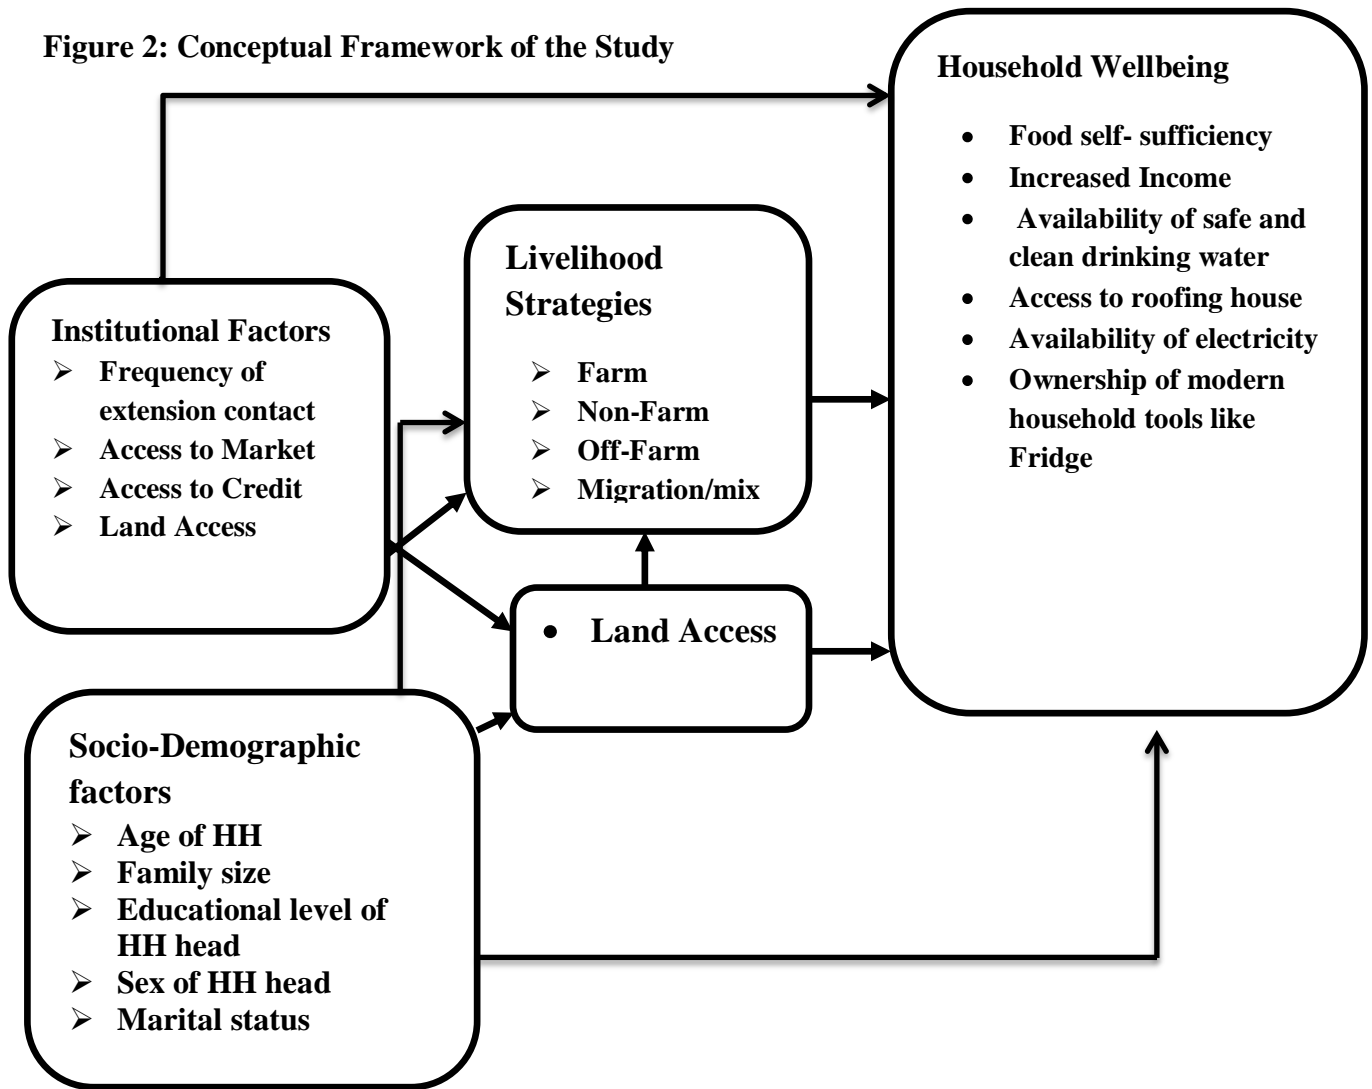 Figure 2: Conceptual Framework of the Study
Household Wellbeing
• Food self- sufficiency
• Increased Income
• Availability of safe and
clean drinking water
• Access to roofing house
• Availability of electricity
• Ownership of modern
household tools like
Fridge
Livelihood
Strategies
➢ Farm
➢ Non-Farm
➢ Off-Farm
➢ Migration/mix
Institutional Factors
➢ Frequency of
extension contact
➢ Access to Market
➢ Access to Credit
➢ Land Access
• Land Access
Socio-Demographic
factors
➢ Age of HH
➢ Family size
➢ Educational level of
HH head
➢ Sex of HH head
➢ Marital status